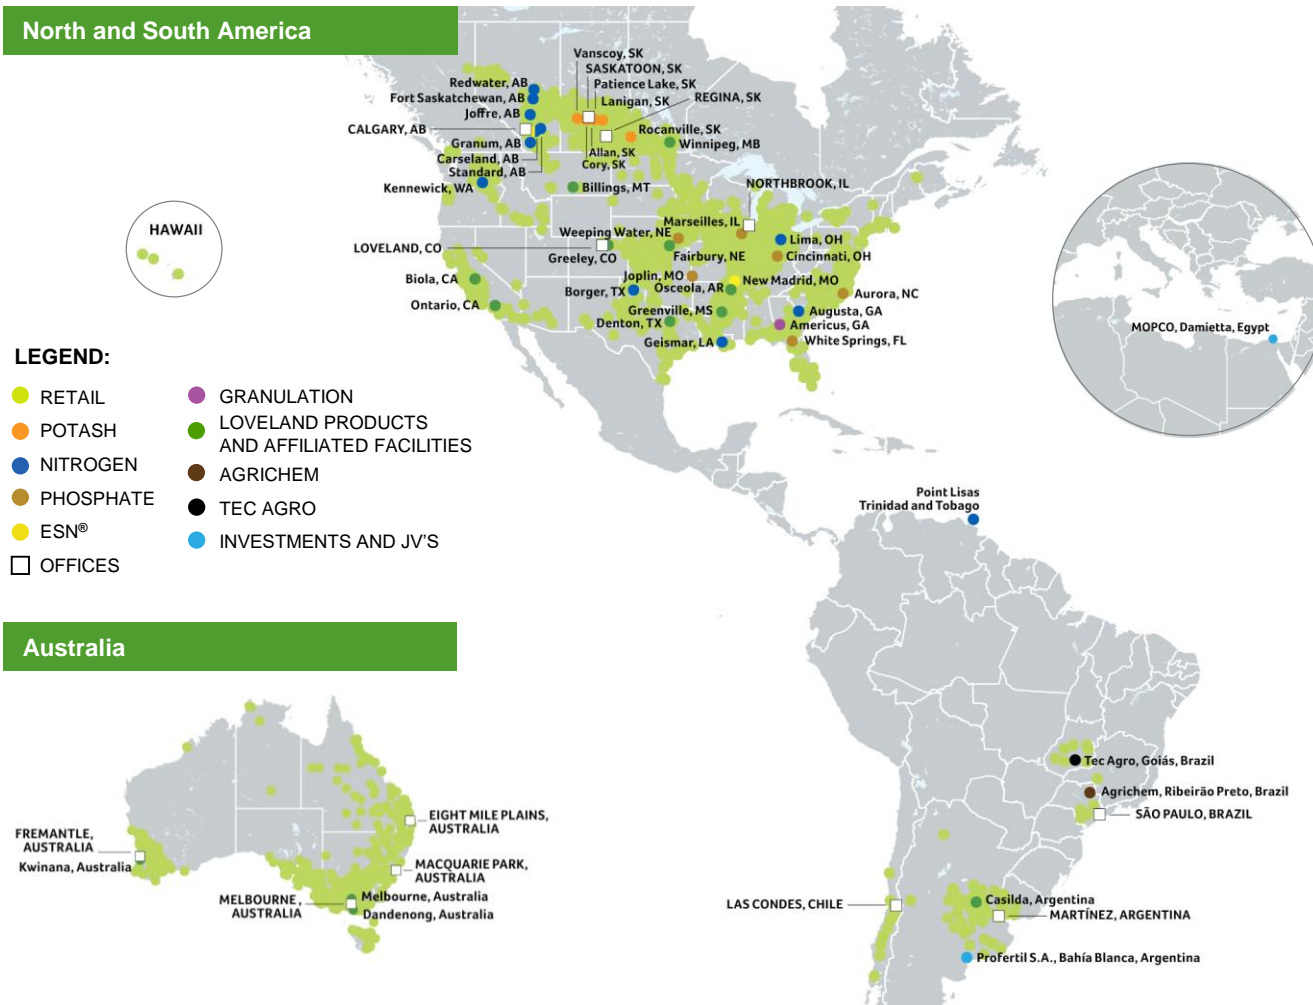 North and South America
Vanscoy, SK
SASKATOON, SK
Patience Lake, SK
Lanigan, SK
REGINA, SK
Redwater, AB
Fort Saskatchewan, AB
Joffre, AB
CALGARY, AB
Granum, AB
Carseland, AB
Standard, AB
Kennewick, WA
Rocanville, SK
Winnipeg, MB
Allan, SK
Cory, SK
Billings, MT
NORTHBROOK, IL
Marseilles, IL
Weeping Water, NE
LOVELAND, CO
Greeley, CO
Fairbury, NE
Lima, OH
Cincinnati, OH
Joplin, MO
New Madrid, MO
Biola, CA
Borger, TX
Osceola, AR
Aurora, NC
Ontario, CA
Greenville, MS
Augusta, GA
Denton, TX
Americus, GA
Geismar, LA
White Springs, FL
HAWAII
MOPCO, Damietta, Egypt
LEGEND:
RETAIL
POTASH
NITROGEN
PHOSPHATE
ESN®
OFFICES
GRANULATION
LOVELAND PRODUCTS
AND AFFILIATED FACILITIES
AGRICHEM
TEC AGRO
INVESTMENTS AND JV'S
Point Lisas
Trinidad and Tobago
Tec Agro, Goiás, Brazil
Agrichem, Ribeirão Preto, Brazil
SÃO PAULO, BRAZIL
LAS CONDES, CHILE
Casilda, Argentina
MARTÍNEZ, ARGENTINA
Profertil S.A., Bahía Blanca, Argentina
Australia
FREMANTLE,
AUSTRALIA
Kwinana, Australia
EIGHT MILE PLAINS,
AUSTRALIA
MACQUARIE PARK,
AUSTRALIA
MELBOURNE,
AUSTRALIA
Melbourne, Australia
Dandenong, Australia